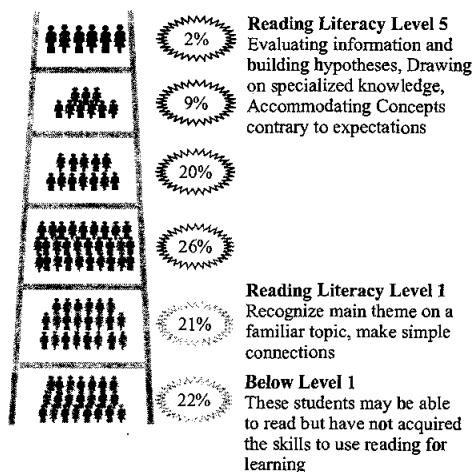 2%
Reading Literacy Level 5
Evaluating information and
building hypotheses, Drawing
on specialized knowledge,
Accommodating Concepts
contrary to expectations
9%
20%
26%
21%
Reading Literacy Level 1
Recognize main theme on a
familiar topic, make simple
connections
22%
Below Level 1
These students may be able
to read but have not acquired
the skills to use reading for
learning